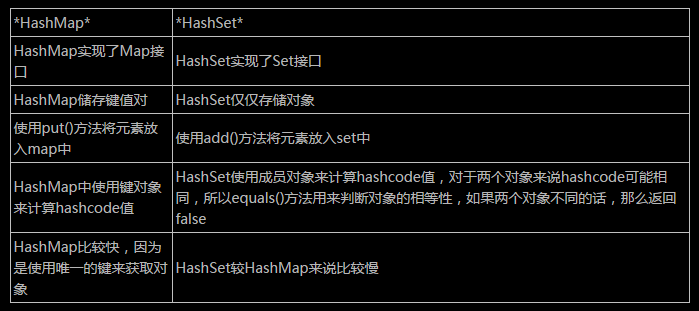 *HashMap*
*HashSet*
HashMap实现了Map接
口
HashSet实现了Set接口
HashMap储存键值对
HashSet仅仅存储对象
使用put()方法将元素放
入map中
使用add()方法将元素放入set中
HashMap中使用键对象
来计算hashcode值
HashSet使用成员对象来计算hashcode值，对于两个对象来说hashcode可能相
同，所以equals()方法用来判断对象的相等性，如果两个对象不同的话，那么返回
false
HashMap比较快，因为
是使用唯一的键来获取对
象
HashSet较HashMap来说比较慢